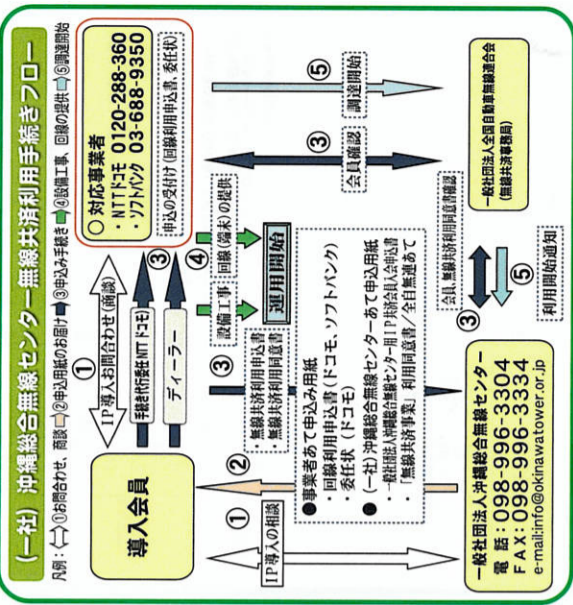 (一社) 沖縄総合無線センター無線共済利用手続きフロー
凡例：⇔①お問合わせ、商談⇨②申込用紙のお届け➡③申込の手続き➡④設備工事、回線の提供⇨⑤調達開始
導入会員
①
IP導入お問合わせ(商談)
手続き代行委任NTTドコモ
③
ディーラー
○ 対応事業者
・NTTドコモ 0120-288-360
・ソフトバンク 03-688-9350
申込の受付け (回線利用申込書、委任状)
④
設備工事
回線(端末)の提供
運用開始
③
・無線共済利用申込書
・無線共済利用同意書
②
①
IP導入の相談
●事業者あて申込み用紙
・回線利用申込書(ドコモ、ソフトバンク)
・委任状（ドコモ）
●（一社）沖縄総合無線センターあて申込用紙
・一般社団法人沖縄総合無線センター用IP共済会員入会申込書
・「無線共済事業」利用同意書／全自無連あて
③
会員確認
⑤
調達開始
会員、無線共済利用同意書確認
③
⑤
利用開始通知
一般社団法人沖縄総合無線センター
電 話：098-996-3304
FAX：098-996-3334
e-mail:info@okinawatower.or.jp
一般社団法人全国自動車無線連合会
(無線共済事務局)